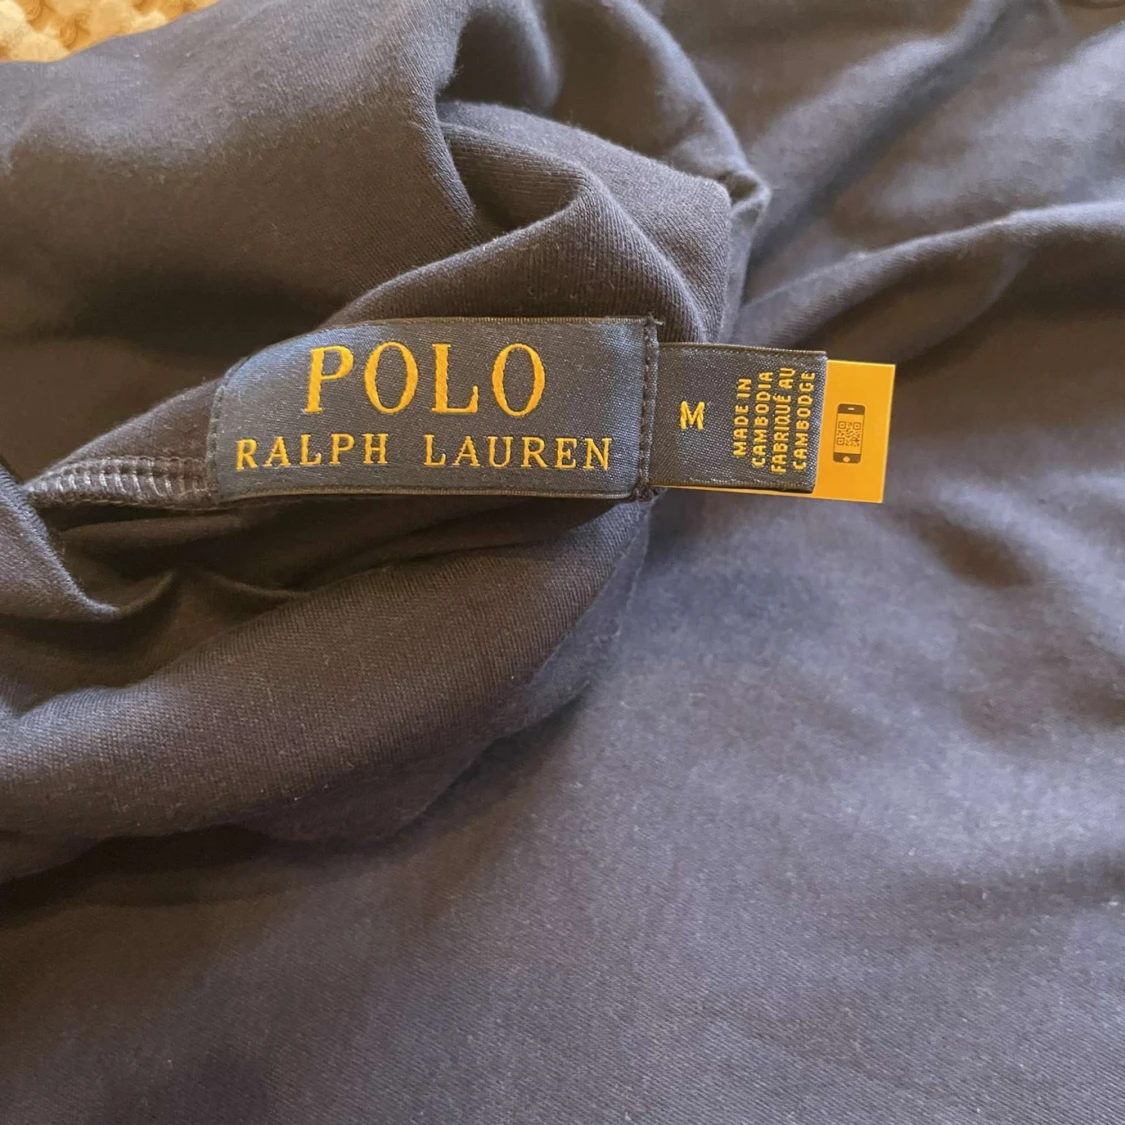 POLO
RALPH LAUREN
M
MADE IN
CAMBODIA
FABRIQUÉ AU
CAMBODGE